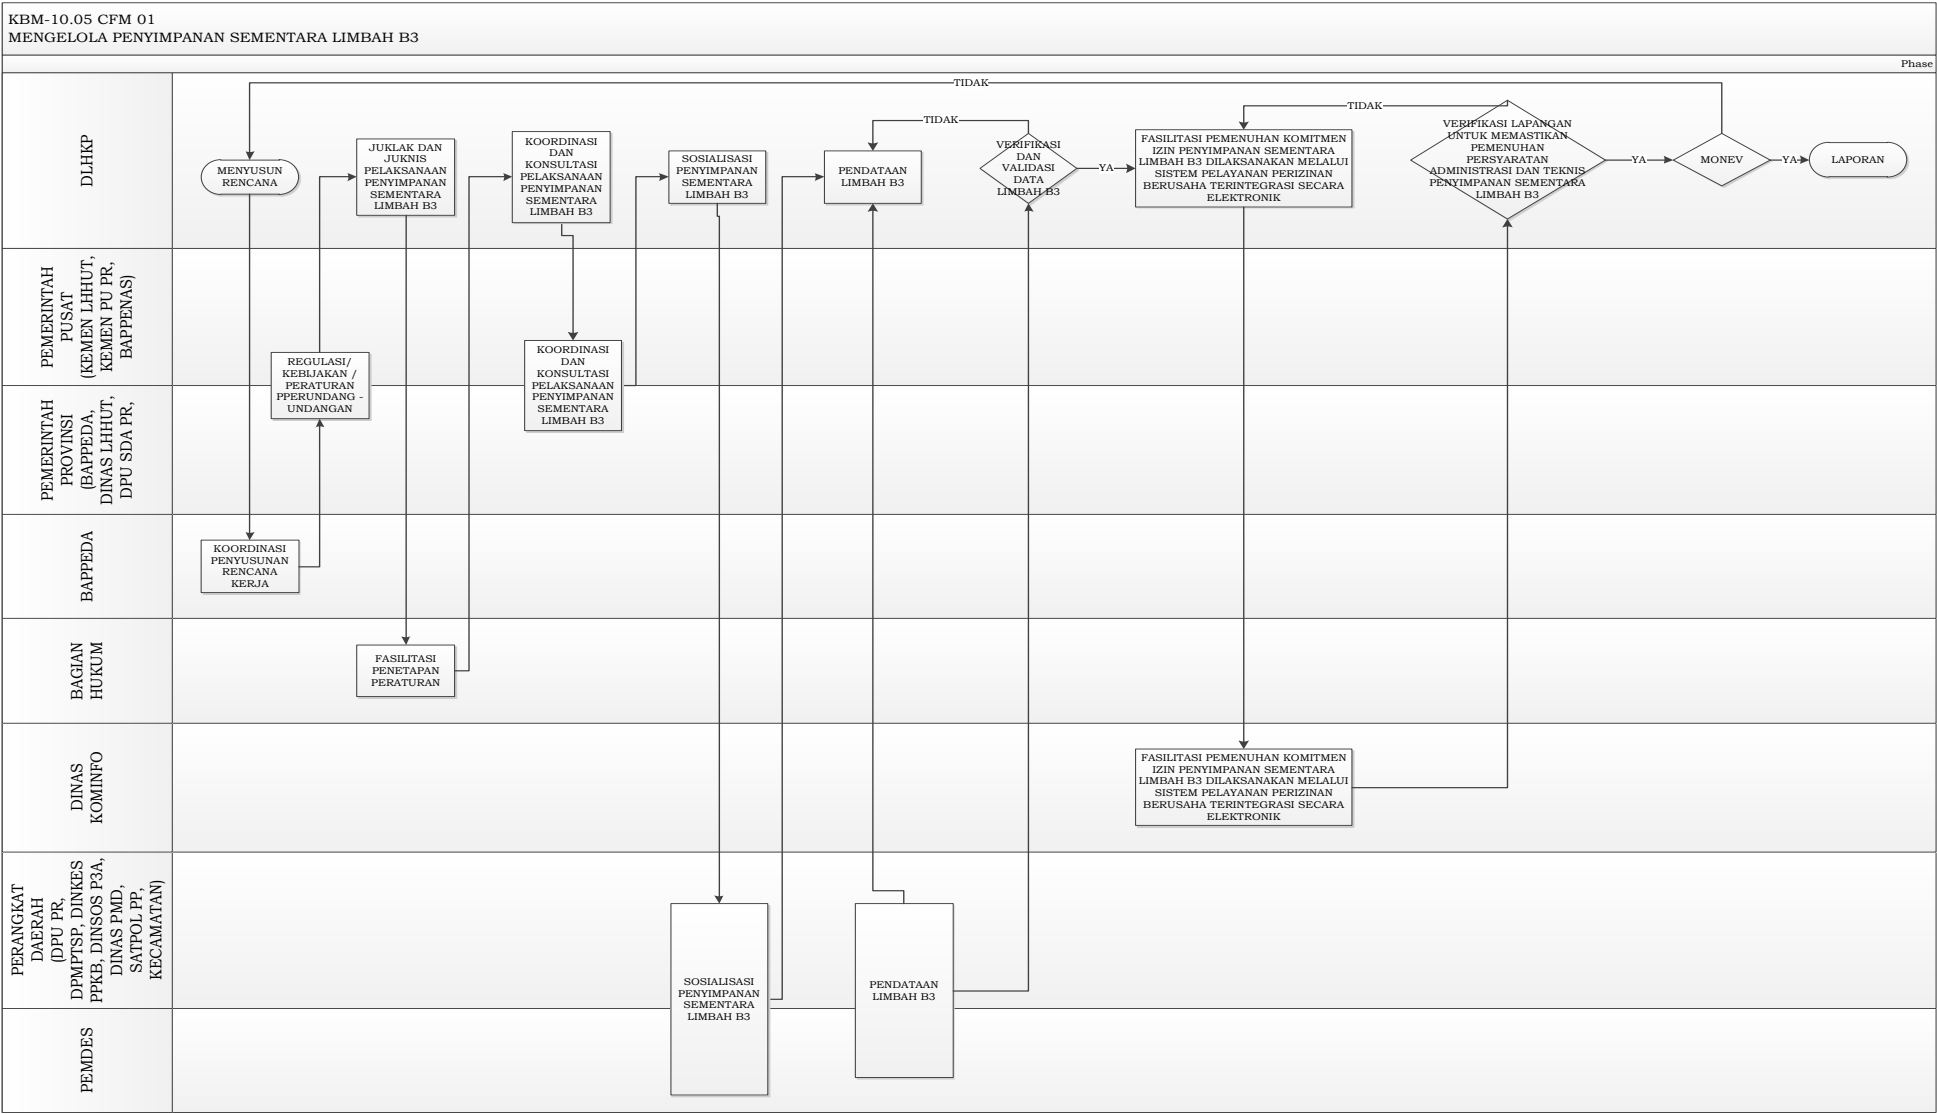 KBM-10.05 CFM 01
MENGELOLA PENYIMPANAN SEMENTARA LIMBAH B3
Phase
DLHKP
TIDAK
MENYUSUN
RENCANA
JUKLAK DAN
JUKNIS
PELAKSANAAN
PENYIMPANAN
SEMENTARA
LIMBAH B3
KOORDINASI
DAN
KONSULTASI
PELAKSANAAN
PENYIMPANAN
SEMENTARA
LIMBAH B3
SOSIALISASI
PENYIMPANAN
SEMENTARA
LIMBAH B3
TIDAK
PENDATAAN
LIMBAH B3
VERIFIKASI
DAN
VALIDASI
DATA
LIMBAH B3
YA
TIDAK
FASILITASI PEMENUHAN KOMITMEN
IZIN PENYIMPANAN SEMENTARA
LIMBAH B3 DILAKSANAKAN MELALUI
SISTEM PELAYANAN PERIZINAN
BERUSAHA TERINTEGRASI SECARA
ELEKTRONIK
VERIFIKASI LAPANGAN
UNTUK MEMASTIKAN
PEMENUHAN
PERSYARATAN
ADMINISTRASI DAN TEKNIS
PENYIMPANAN SEMENTARA
LIMBAH B3
YA
MONEV
YA
LAPORAN
PEMERINTAH
PUSAT
(KEMEN LHHUT,
KEMEN PU PR,
BAPPENAS)
REGULASI/
KEBIJAKAN /
PERATURAN
PPERUNDANG -
UNDANGAN
KOORDINASI
DAN
KONSULTASI
PELAKSANAAN
PENYIMPANAN
SEMENTARA
LIMBAH B3
PEMERINTAH
PROVINSI
(BAPPEDA,
DINAS LHHUT,
DPU SDA PR,
BAPPEDA
KOORDINASI
PENYUSUNAN
RENCANA
KERJA
BAGIAN
HUKUM
FASILITASI
PENETAPAN
PERATURAN
DINAS
KOMINFO
FASILITASI PEMENUHAN KOMITMEN
IZIN PENYIMPANAN SEMENTARA
LIMBAH B3 DILAKSANAKAN MELALUI
SISTEM PELAYANAN PERIZINAN
BERUSAHA TERINTEGRASI SECARA
ELEKTRONIK
PERANGKAT
DAERAH
(DPU PR,
DPMPTSP, DINKES
PPKB, DINSOS P3A,
DINAS PMD,
SATPOL PP,
KECAMATAN)
SOSIALISASI
PENYIMPANAN
SEMENTARA
LIMBAH B3
PENDATAAN
LIMBAH B3
PEMDES